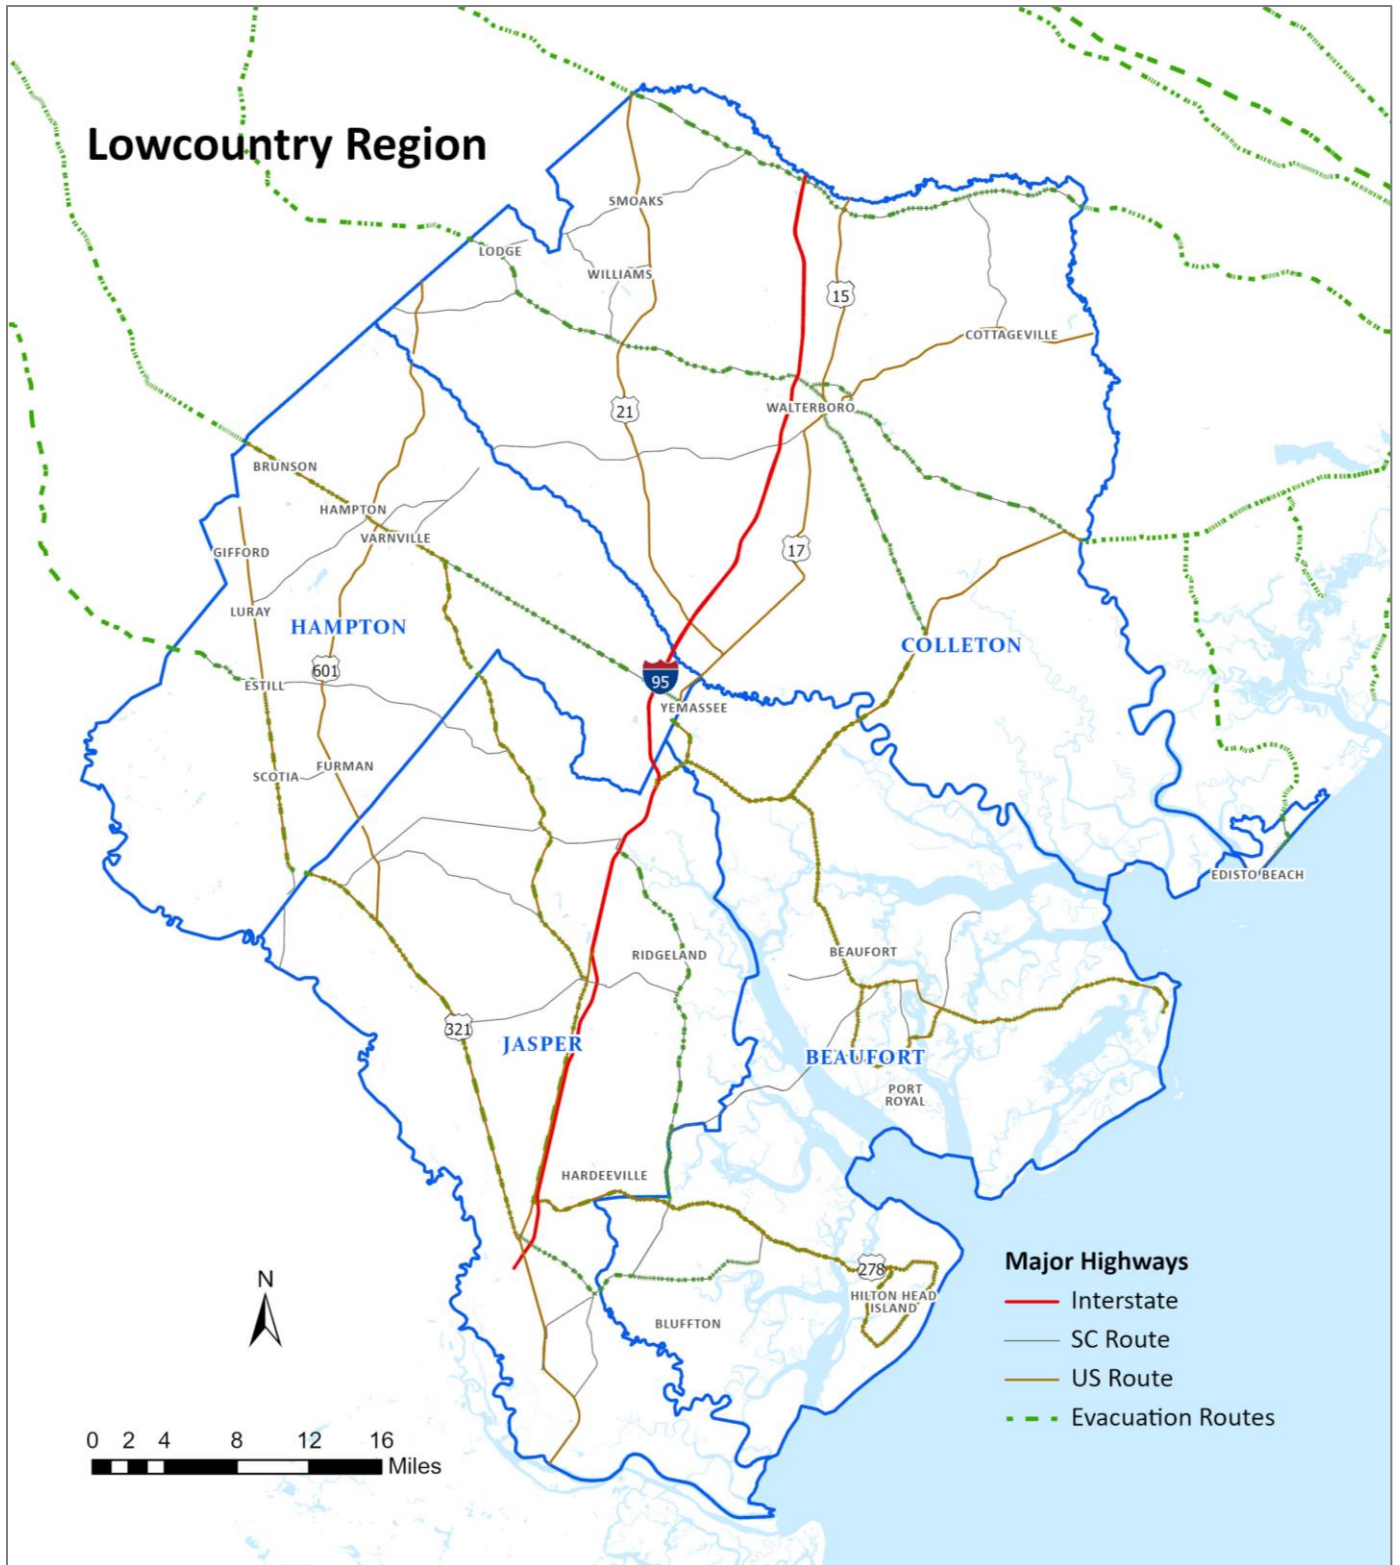 Lowcountry Region
SMOAKS
LODGE
WILLIAMS
15
COTTAGEVILLE
21
WALTERBORO
BRUNSON
HAMPTON
VARNVILLE
GIFFORD
17
LURAY
HAMPTON
COLLETON
601
95
ESTILL
YEMASSEE
FURMAN
SCOTIA
EDISTO BEACH
RIDGELAND
BEAUFORT
321
JASPER
BEAUFORT
PORT
ROYAL
HARDEEVILLE
278
HILTON HEAD
ISLAND
BLUFFTON
N
0 2 4 8 12 16
Miles
Major Highways
Interstate
SC Route
US Route
Evacuation Routes